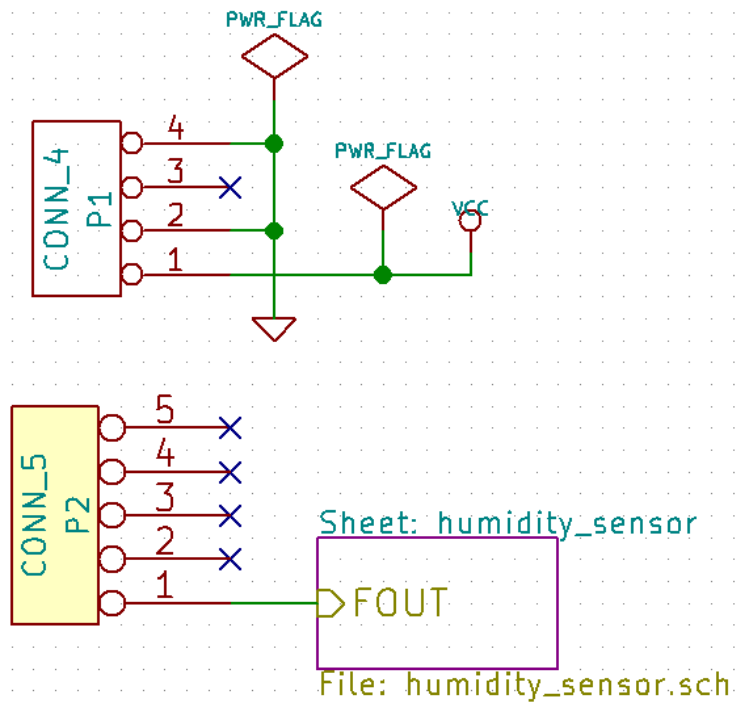 PWR_FLAG
4
3
2
1
CONN_4
P1
PWR_FLAG
VCC
5
4
3
2
1
CONN_5
P2
Sheet: humidity_sensor
FOUT
File: humidity_sensor.sch